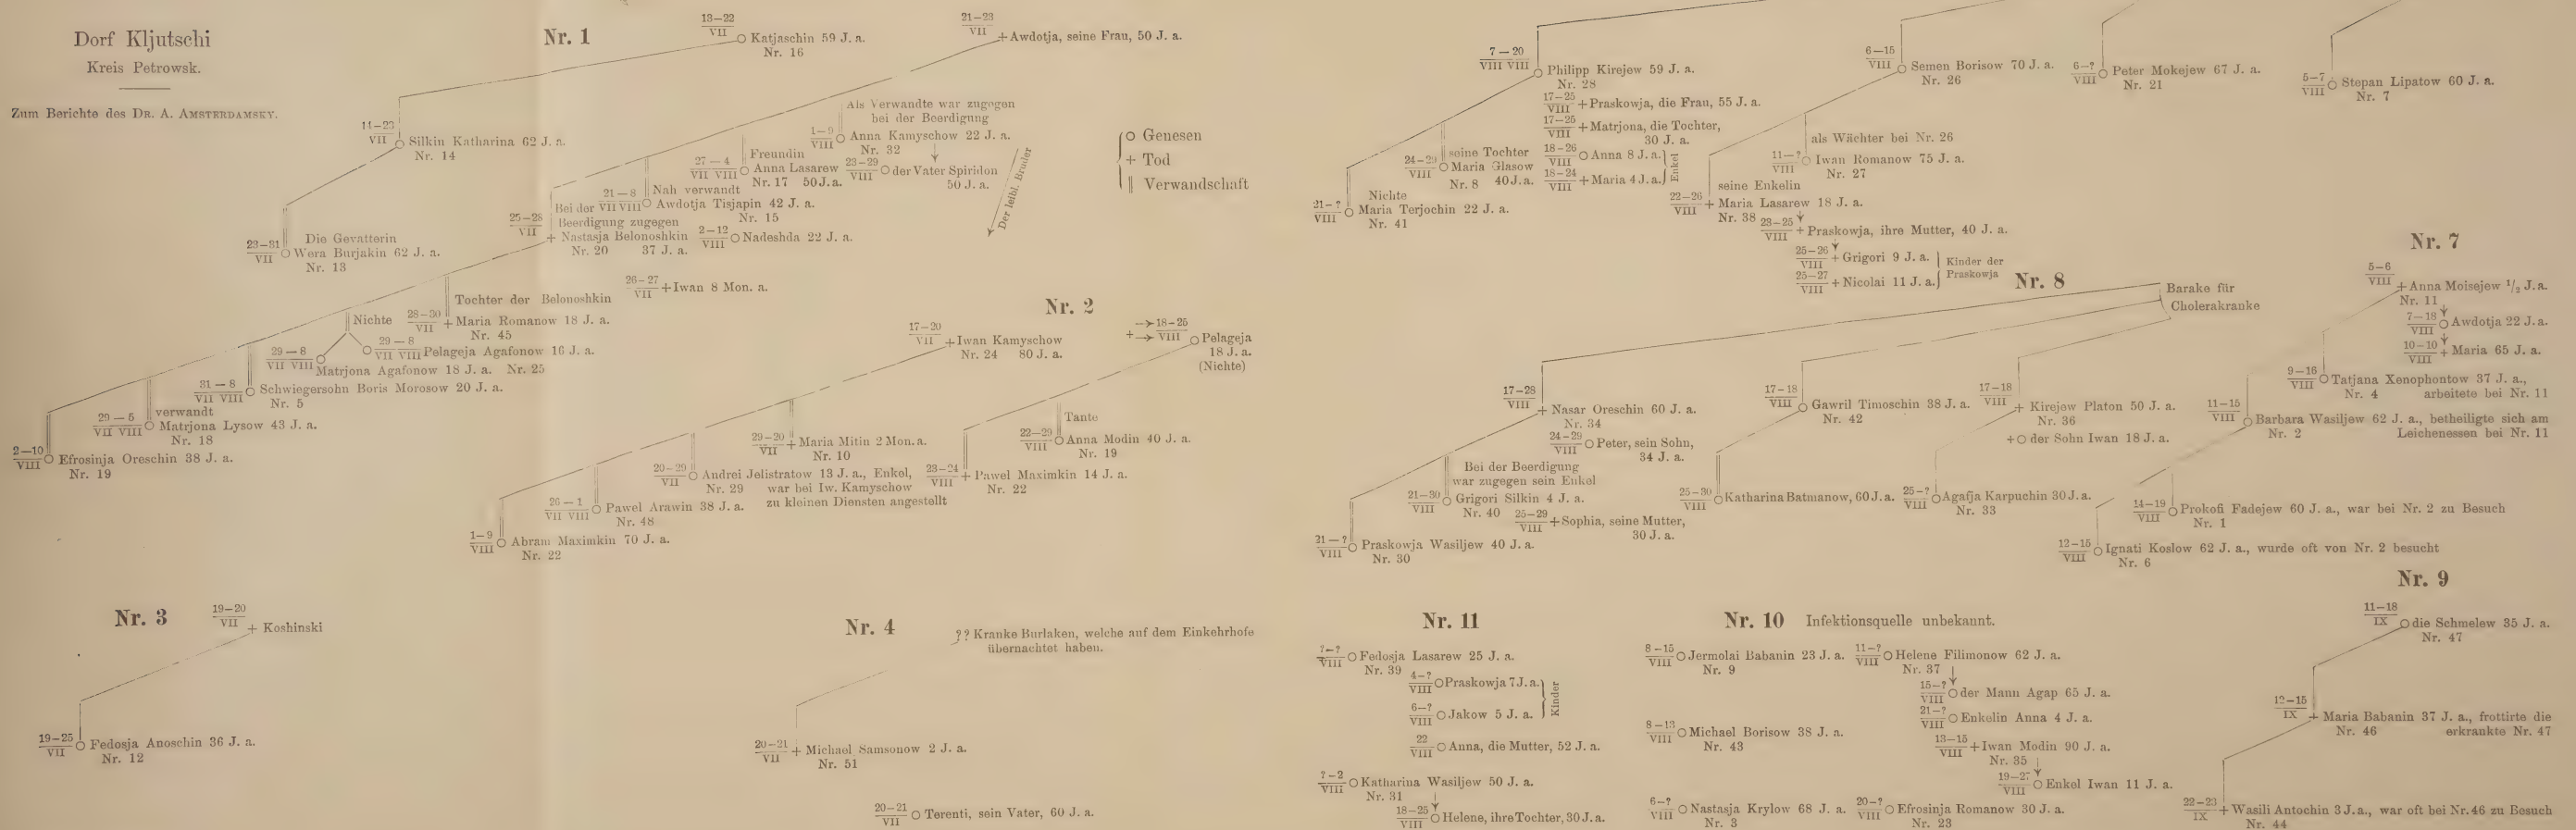 Dorf Kljutschi
Kreis Petrowsk.
Zum Berichte des DR. A. AMSTERDAMSKY.
Nr. 1
13—22
VII
Katjaschin 59 J. a.
Nr. 16
21—23
VII
+ Awdotja, seine Frau, 50 J. a.
VII
Silkin Katharina 62 J. a.
Nr. 14
23—31
VII
Die Gevatterin
Wera Burjakin 62 J. a.
Nr. 13
Als Verwandte war zugegen
bei der Beerdigung
1—9
VIII
Anna Kamyschow 22 J. a.
Nr. 32
23—29
VIII
der Vater Spiridon
50 J. a.
Der leibl. Bruder
27—4
VII VIII
Freundin
Anna Lasarew
Nr. 17 50 J. a.
21—8
VII VIII
Nah verwandt
Awdotja Tisjapin 42 J. a.
Nr. 15
25—28
VII
Bei der
Beerdigung zugegen
+ Nastasja Belonoshkin
Nr. 20 37 J. a.
2—12
VIII
Nadeshda 22 J. a.
26—27
VII
+ Iwan 8 Mon. a.
Tochter der Belonoshkin
28—30
VII
+ Maria Romanow 18 J. a.
Nr. 45
Nichte
29—8
VII VIII
Pelageja Agafonow 16 J. a.
29—8
VII VIII
Matrjona Agafonow 18 J. a. Nr. 25
31—8
VII VIII
Schwiegersohn Boris Morosow 20 J. a.
Nr. 5
29—5
VII VIII
verwandt
Matrjona Lysow 43 J. a.
Nr. 18
2—10
VIII
Efrosinja Oreschin 38 J. a.
Nr. 19
o Genesen
+ Tod
‖ Verwandschaft
Nr. 2
17—20
VII
+ Iwan Kamyschow
Nr. 24 80 J. a.
18—25
VIII
Pelageja
18 J. a.
(Nichte)
29—20
VII
+ Maria Mitin 2 Mon. a.
Nr. 10
20—29
VII
Andrei Jelistratow 13 J. a., Enkel,
Nr. 29 war bei Iw. Kamyschow
zu kleinen Diensten angestellt
26—1
VII VIII
Pawel Arawin 38 J. a.
Nr. 48
1—9
VIII
Abram Maximkin 70 J. a.
Nr. 22
Tante
22—29
VIII
Anna Modin 40 J. a.
Nr. 19
23—24
VIII
+ Pawel Maximkin 14 J. a.
Nr. 22
Nr. 3
19—20
VII
+ Koshinski
19—25
VII
Fedosja Anoschin 36 J. a.
Nr. 12
Nr. 4
?? Kranke Burlaken, welche auf dem Einkehrhofe
übernachtet haben.
20—21
VII
+ Michael Samsonow 2 J. a.
Nr. 51
20—21
VII
Terenti, sein Vater, 60 J. a.
7—20
VIII VIII
Philipp Kirejew 59 J. a.
Nr. 28
17—25
VIII
+ Praskowja, die Frau, 55 J. a.
17—25
VIII
+ Matrjona, die Tochter,
30 J. a.
18—26
VIII
Anna 8 J. a.
18—24
VIII
+ Maria 4 J. a.
Enkel
24—29
VIII
seine Tochter
Maria Glasow
Nr. 8 40 J. a.
21—?
VIII
Nichte
Maria Terjochin 22 J. a.
Nr. 41
6—15
VIII
Semen Borisow 70 J. a.
Nr. 26
11—?
VIII
als Wächter bei Nr. 26
Iwan Romanow 75 J. a.
Nr. 27
22—26
VIII
seine Enkelin
+ Maria Lasarew 18 J. a.
Nr. 38
23—25
VIII
+ Praskowja, ihre Mutter, 40 J. a.
25—26
VIII
+ Grigori 9 J. a.
25—27
VIII
+ Nicolai 11 J. a.
Kinder der
Praskowja
6—?
VIII
Peter Mokejew 67 J. a.
Nr. 21
5—7
VIII
Stopan Lipatow 60 J. a.
Nr. 7
Nr. 8
Barake für
Cholerakranke
17—28
VIII
+ Nasar Oreschin 60 J. a.
Nr. 34
24—29
VIII
Peter, sein Sohn,
34 J. a.
Bei der Beerdigung
war zugegen sein Enkel
21—30
VIII
Grigori Silkin 4 J. a.
Nr. 40
25—29
VIII
+ Sophia, seine Mutter,
30 J. a.
21—?
VIII
Praskowja Wasiljew 40 J. a.
Nr. 30
17—18
VIII
Gawril Timoschin 38 J. a.
Nr. 42
25—30
VIII
Katharina Batmanow, 60 J. a.
17—18
VIII
+ Kirejew Platon 50 J. a.
Nr. 36
+ o der Sohn Iwan 18 J. a.
25—?
VIII
Agafja Karpuchin 30 J. a.
Nr. 33
Nr. 7
5—6
VIII
+ Anna Moisejew ½ J. a.
Nr. 11
7—18
VIII
Awdotja 22 J. a.
10—10
VIII
+ Maria 65 J. a.
9—16
VIII
Tatjana Xenophontow 37 J. a.,
Nr. 4 arbeitete bei Nr. 11
11—15
VIII
Barbara Wasiljew 62 J. a., betheiligte sich am
Nr. 2 Leichenessen bei Nr. 11
14—19
VIII
Prokofi Fadejew 60 J. a., war bei Nr. 2 zu Besuch
Nr. 1
12—15
VIII
Ignati Koslow 62 J. a., wurde oft von Nr. 2 besucht
Nr. 6
Nr. 11
?—?
VIII
Fedosja Lasarew 25 J. a.
Nr. 39
4—?
VIII
Praskowja 7 J. a.
6—?
VIII
Jakow 5 J. a.
Kinder
22
VIII
Anna, die Mutter, 52 J. a.
?—2
VIII
Katharina Wasiljew 50 J. a.
Nr. 31
18—25
VIII
Helene, ihre Tochter, 30 J. a.
Nr. 10 Infektionsquelle unbekannt.
8—15
VIII
Jermolai Babanin 23 J. a.
Nr. 9
8—13
VIII
Michael Borisow 38 J. a.
Nr. 43
6—?
VIII
Nastasja Krylow 68 J. a.
Nr. 3
11—?
VIII
Helene Filimonow 62 J. a.
Nr. 37
15—?
VIII
der Mann Agap 65 J. a.
21—?
VIII
Enkelin Anna 4 J. a.
13—15
VIII
+ Iwan Modin 90 J. a.
Nr. 35
19—27
VIII
Enkel Iwan 11 J. a.
20—?
VIII
Efrosinja Romanow 30 J. a.
Nr. 23
Nr. 9
11—18
IX
die Schmelew 35 J. a.
Nr. 47
12—15
IX
+ Maria Babanin 37 J. a., frottirte die
Nr. 46 erkrankte Nr. 47
22—23
IX
+ Wasili Antochin 3 J. a., war oft bei Nr. 46 zu Besuch
Nr. 44